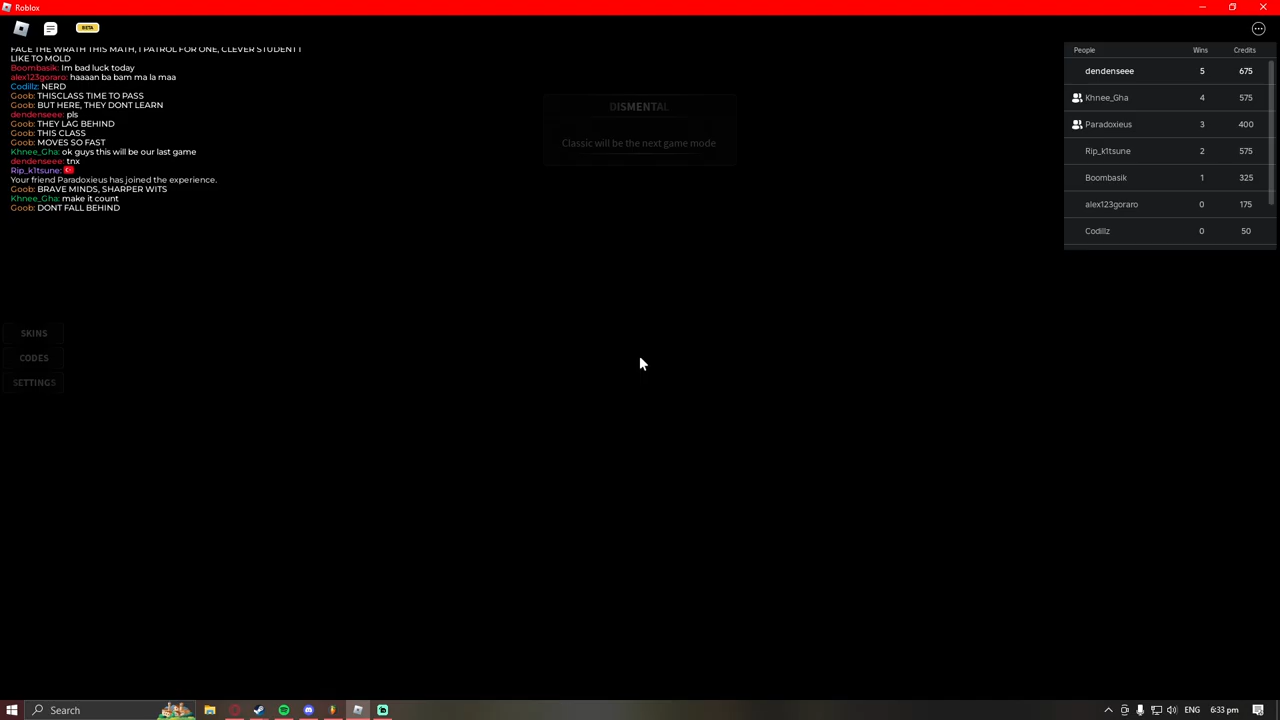 Roblox
BETA
FACE THE WRATH THIS MATH, I PATROL FOR ONE, CLEVER STUDENT I
LIKE TO MOLD
Boombasik: Im bad luck today
alex123goraro: haaaan ba bam ma la maa
Codillz: NERD
Goob: THISCLASS TIME TO PASS
Goob: BUT HERE, THEY DONT LEARN
dendenseee: pls
Goob: THEY LAG BEHIND
Goob: THIS CLASS
Goob: MOVES SO FAST
Khnee_Gha: ok guys this will be our last game
dendenseee: tnx
Rip_k1tsune: 🇹🇷
Your friend Paradoxieus has joined the experience.
Goob: BRAVE MINDS, SHARPER WITS
Khnee_Gha: make it count
Goob: DONT FALL BEHIND
DISMENTAL
Classic will be the next game mode
People Wins Credits
dendenseee 5 675
Khnee_Gha 4 575
Paradoxieus 3 400
Rip_k1tsune 2 575
Boombasik 1 325
alex123goraro 0 175
Codillz 0 50
SKINS
CODES
SETTINGS
Search
ENG 6:33 pm